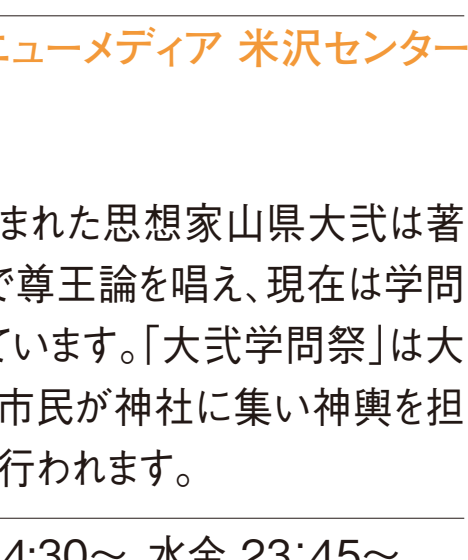 ニューメディア 米沢センター
まれた思想家山県大弐は著
で尊王論を唱え、現在は学問
ています。「大弐学問祭」は大
市民が神社に集い神輿を担
行われます。
4:30〜 水金 23:45〜